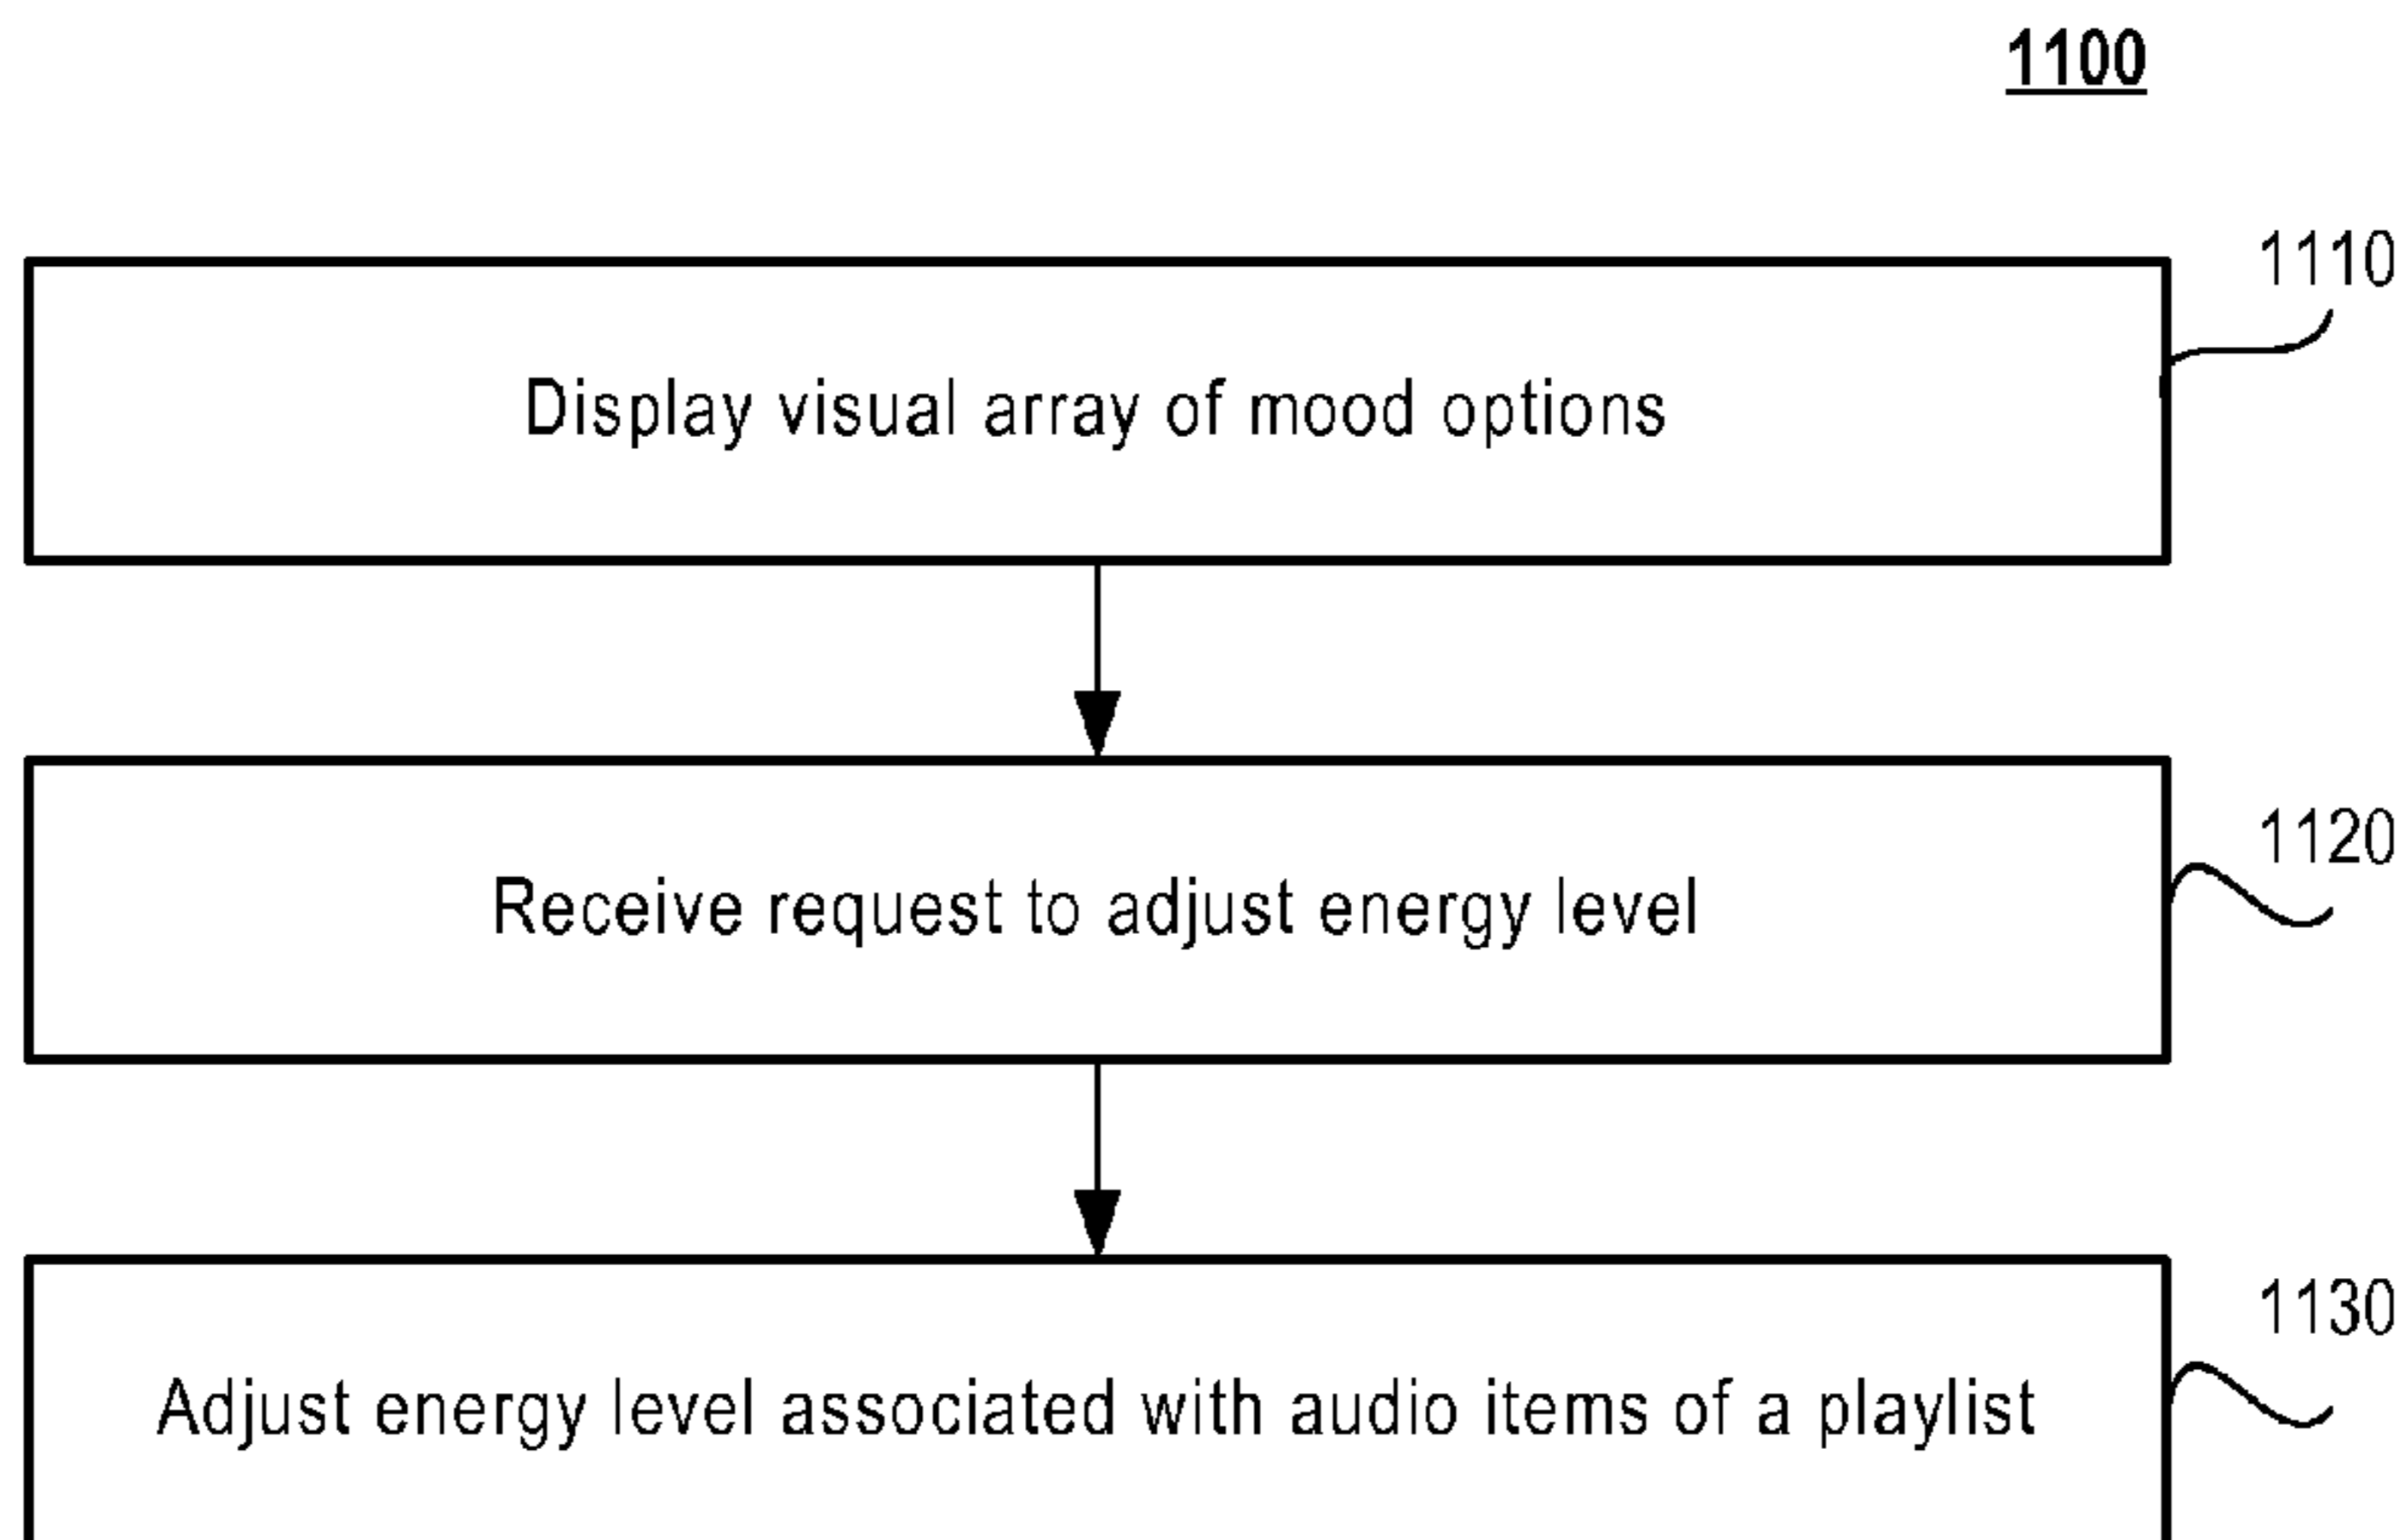 1100
1110
Display visual array of mood options
1120
Receive request to adjust energy level
1130
Adjust energy level associated with audio items of a playlist